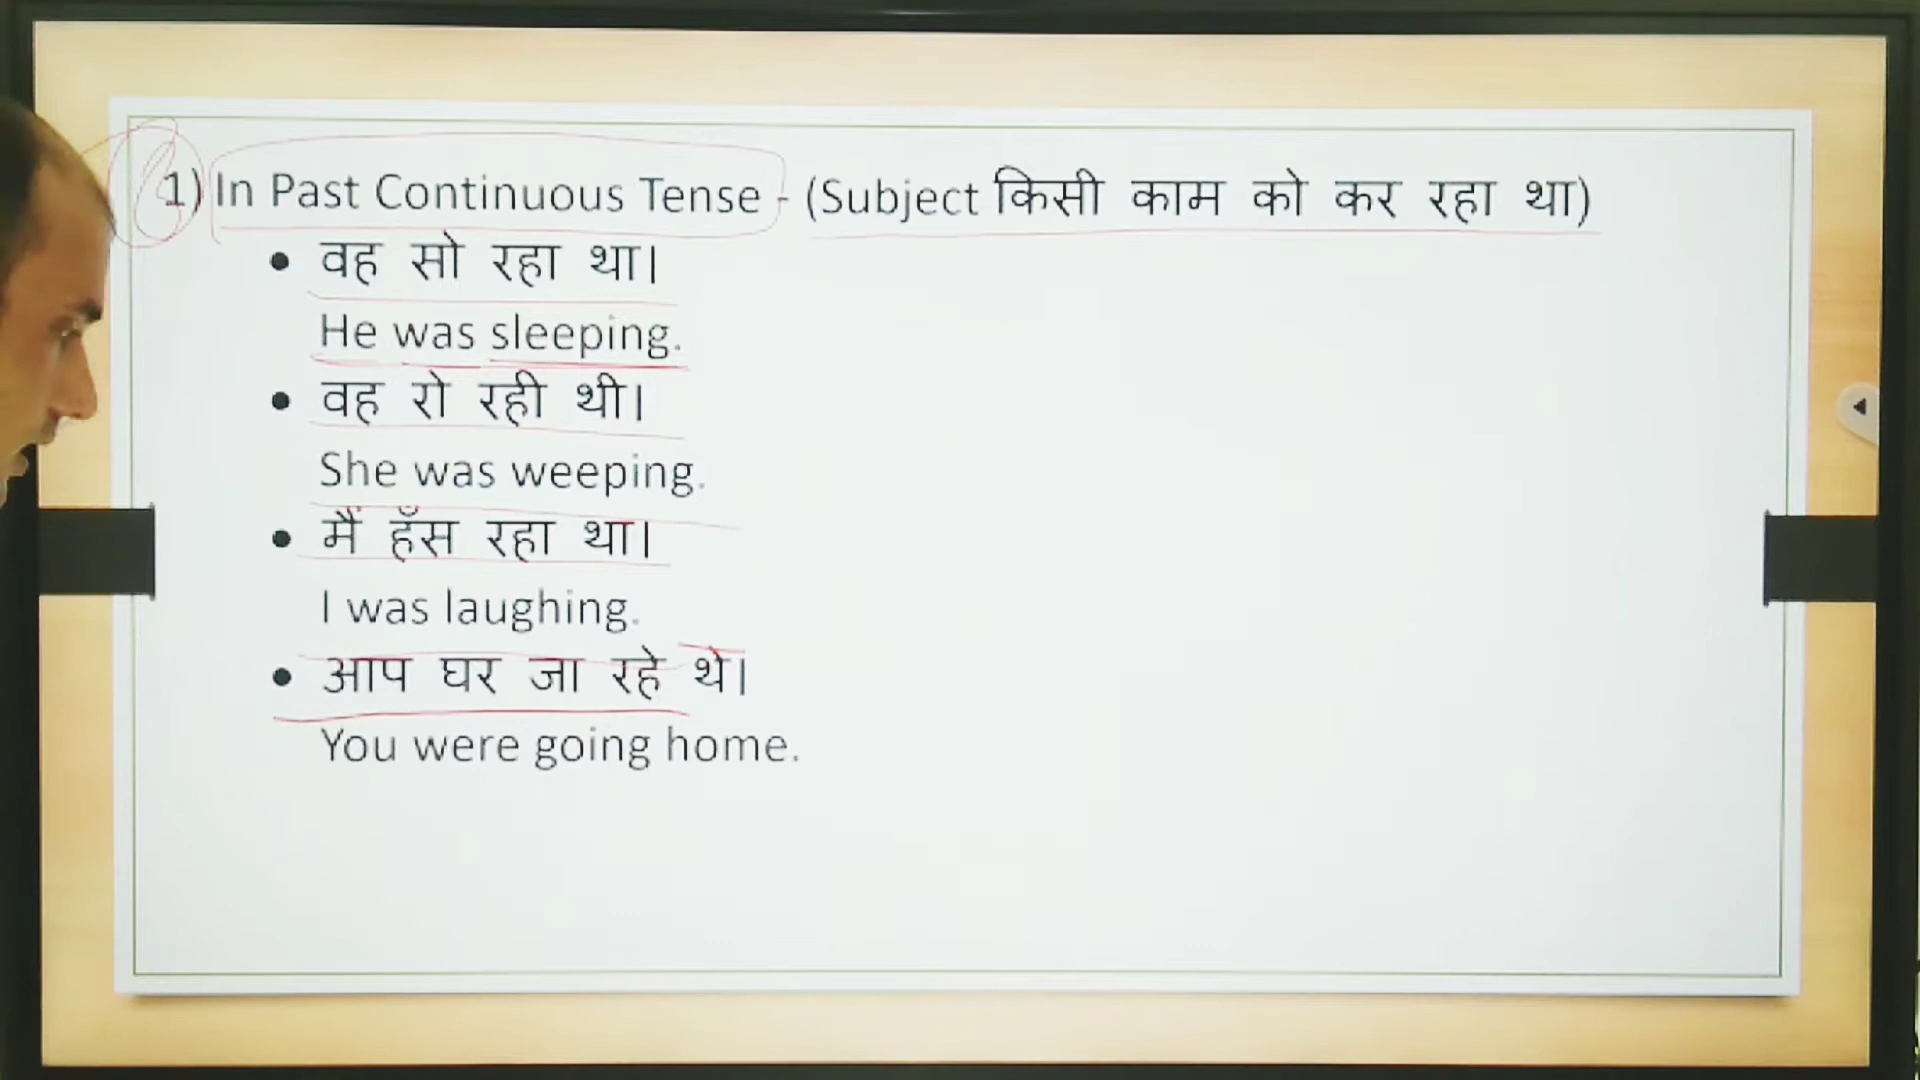 1) In Past Continuous Tense - (Subject किसी काम को कर रहा था)
• वह सो रहा था।
He was sleeping.
• वह रो रही थी।
She was weeping.
• मैं हँस रहा था।
I was laughing.
• आप घर जा रहे थे।
You were going home.